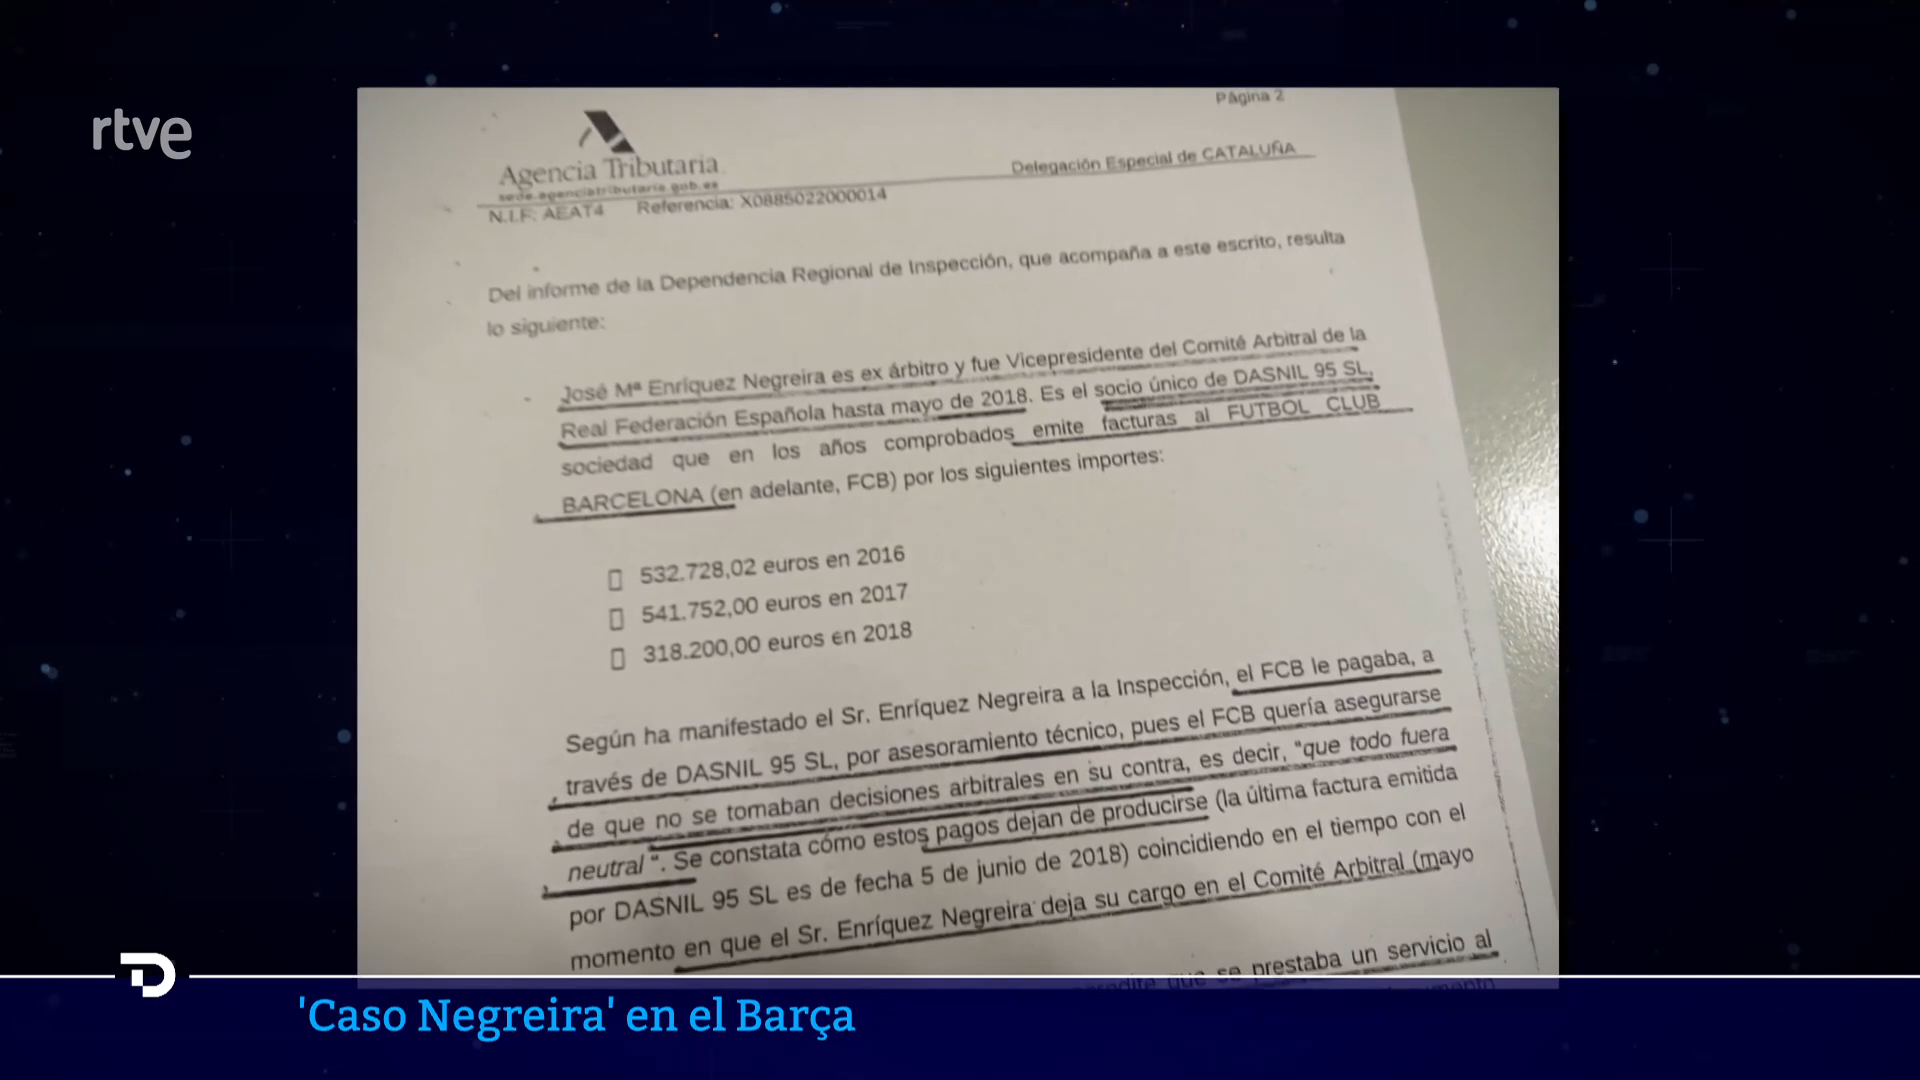 rtve
Página 2
Agencia Tributaria
Delegación Especial de CATALUÑA
sede.agenciatributaria.gob.es
N.I.F: AEAT4 Referencia: X0885022000014
Del informe de la Dependencia Regional de Inspección, que acompaña a este escrito, resulta
lo siguiente:
José Mª Enríquez Negreira es ex árbitro y fue Vicepresidente del Comité Arbitral de la
Real Federación Española hasta mayo de 2018. Es el socio único de DASNIL 95 SL,
sociedad que en los años comprobados emite facturas al FUTBOL CLUB
BARCELONA (en adelante, FCB) por los siguientes importes:
532.728,02 euros en 2016
541.752,00 euros en 2017
318.200,00 euros en 2018
Según ha manifestado el Sr. Enríquez Negreira a la Inspección, el FCB le pagaba, a
través de DASNIL 95 SL, por asesoramiento técnico, pues el FCB quería asegurarse
de que no se tomaban decisiones arbitrales en su contra, es decir, “que todo fuera
neutral “. Se constata cómo estos pagos dejan de producirse (la última factura emitida
por DASNIL 95 SL es de fecha 5 de junio de 2018) coincidiendo en el tiempo con el
momento en que el Sr. Enríquez Negreira deja su cargo en el Comité Arbitral (mayo
que se prestaba un servicio al
'Caso Negreira' en el Barça